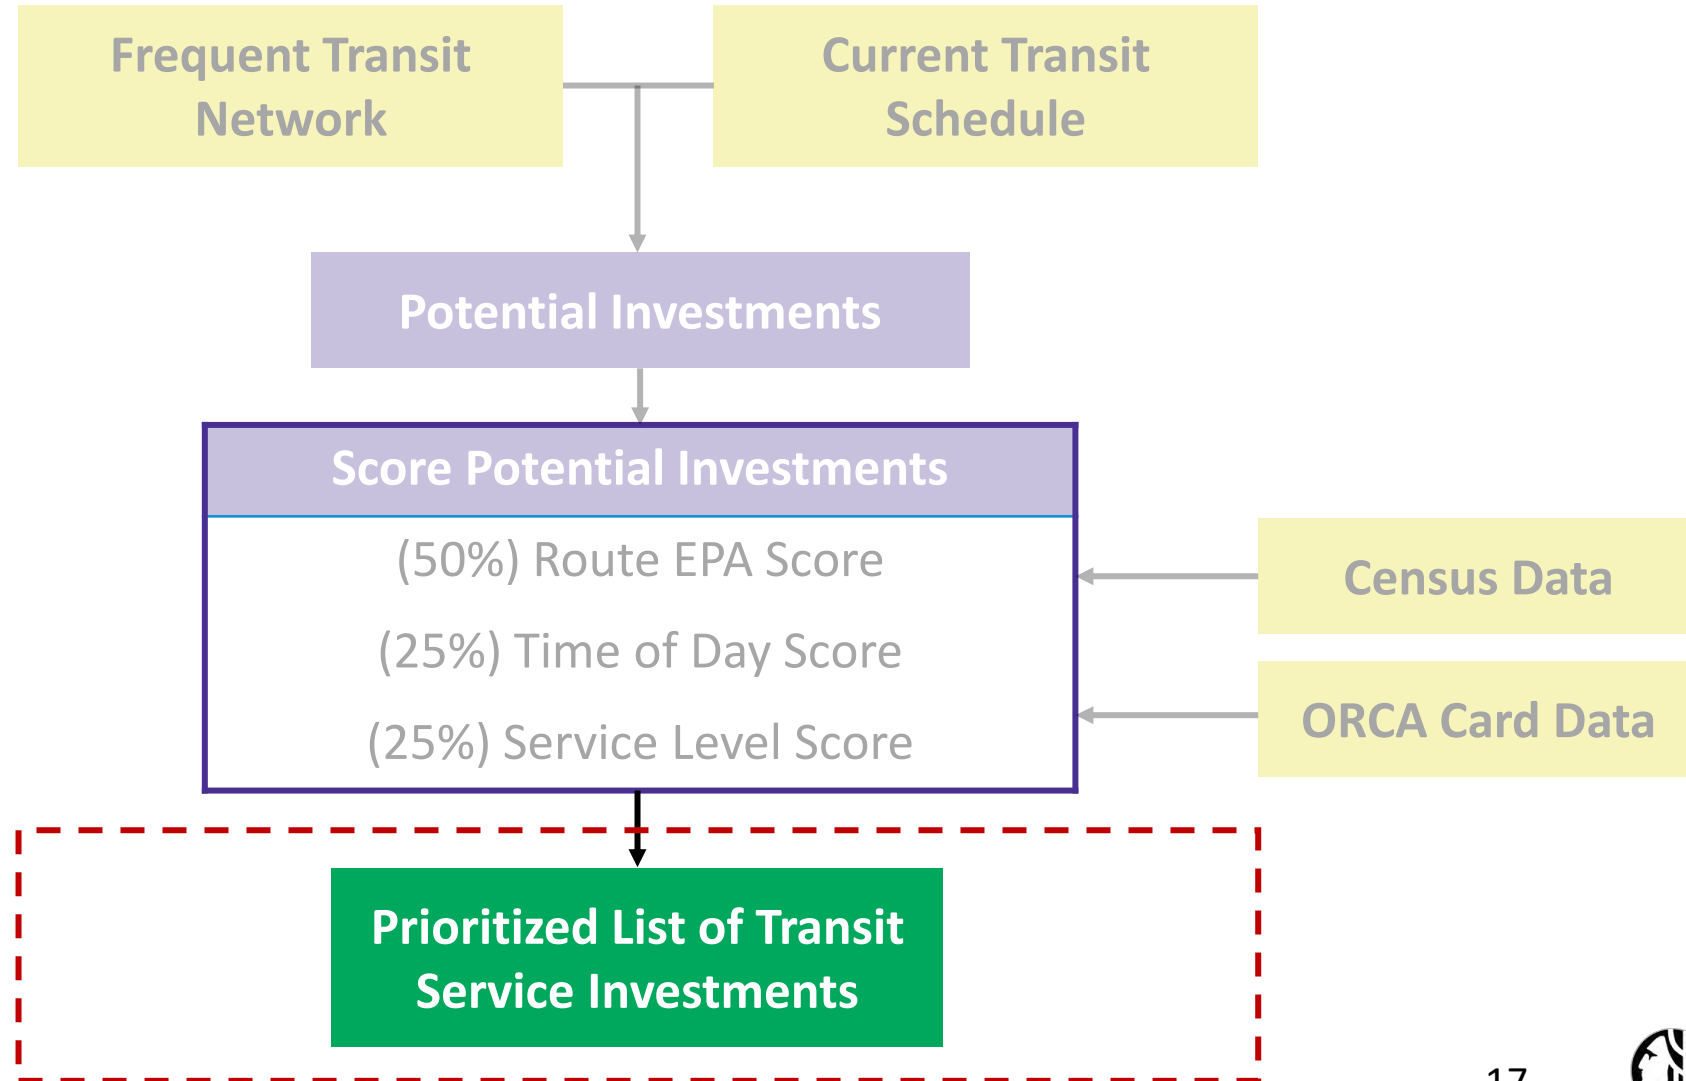 Frequent Transit
Network
Current Transit
Schedule
Potential Investments
Score Potential Investments
(50%) Route EPA Score
(25%) Time of Day Score
(25%) Service Level Score
Census Data
ORCA Card Data
Prioritized List of Transit
Service Investments
17